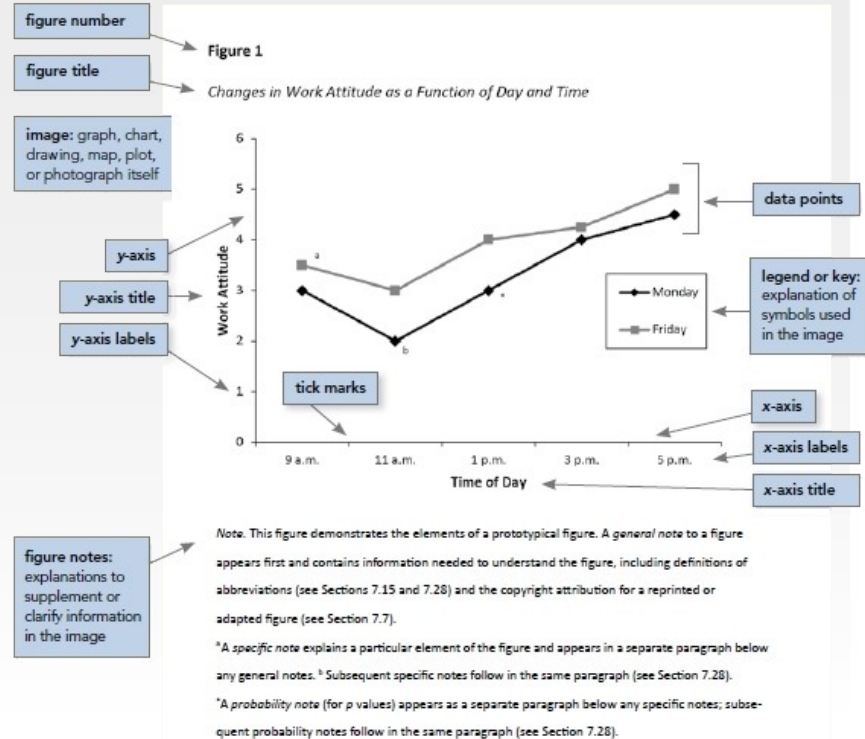 figure number
Figure 1
figure title
Changes in Work Attitude as a Function of Day and Time
image: graph, chart,
drawing, map, plot,
or photograph itself
6
5
4
3
2
1
0
y-axis
y-axis title
y-axis labels
Work Attitude
a
b
*
data points
Monday
Friday
legend or key:
explanation of
symbols used
in the image
tick marks
x-axis
9 a.m.
11 a.m.
1 p.m.
3 p.m.
5 p.m.
x-axis labels
Time of Day
x-axis title
figure notes:
explanations to
supplement or
clarify information
in the image
Note. This figure demonstrates the elements of a prototypical figure. A general note to a figure
appears first and contains information needed to understand the figure, including definitions of
abbreviations (see Sections 7.15 and 7.28) and the copyright attribution for a reprinted or
adapted figure (see Section 7.7).
ᵃA specific note explains a particular element of the figure and appears in a separate paragraph below
any general notes. ᵇ Subsequent specific notes follow in the same paragraph (see Section 7.28).
*A probability note (for p values) appears as a separate paragraph below any specific notes; subse-
quent probability notes follow in the same paragraph (see Section 7.28).